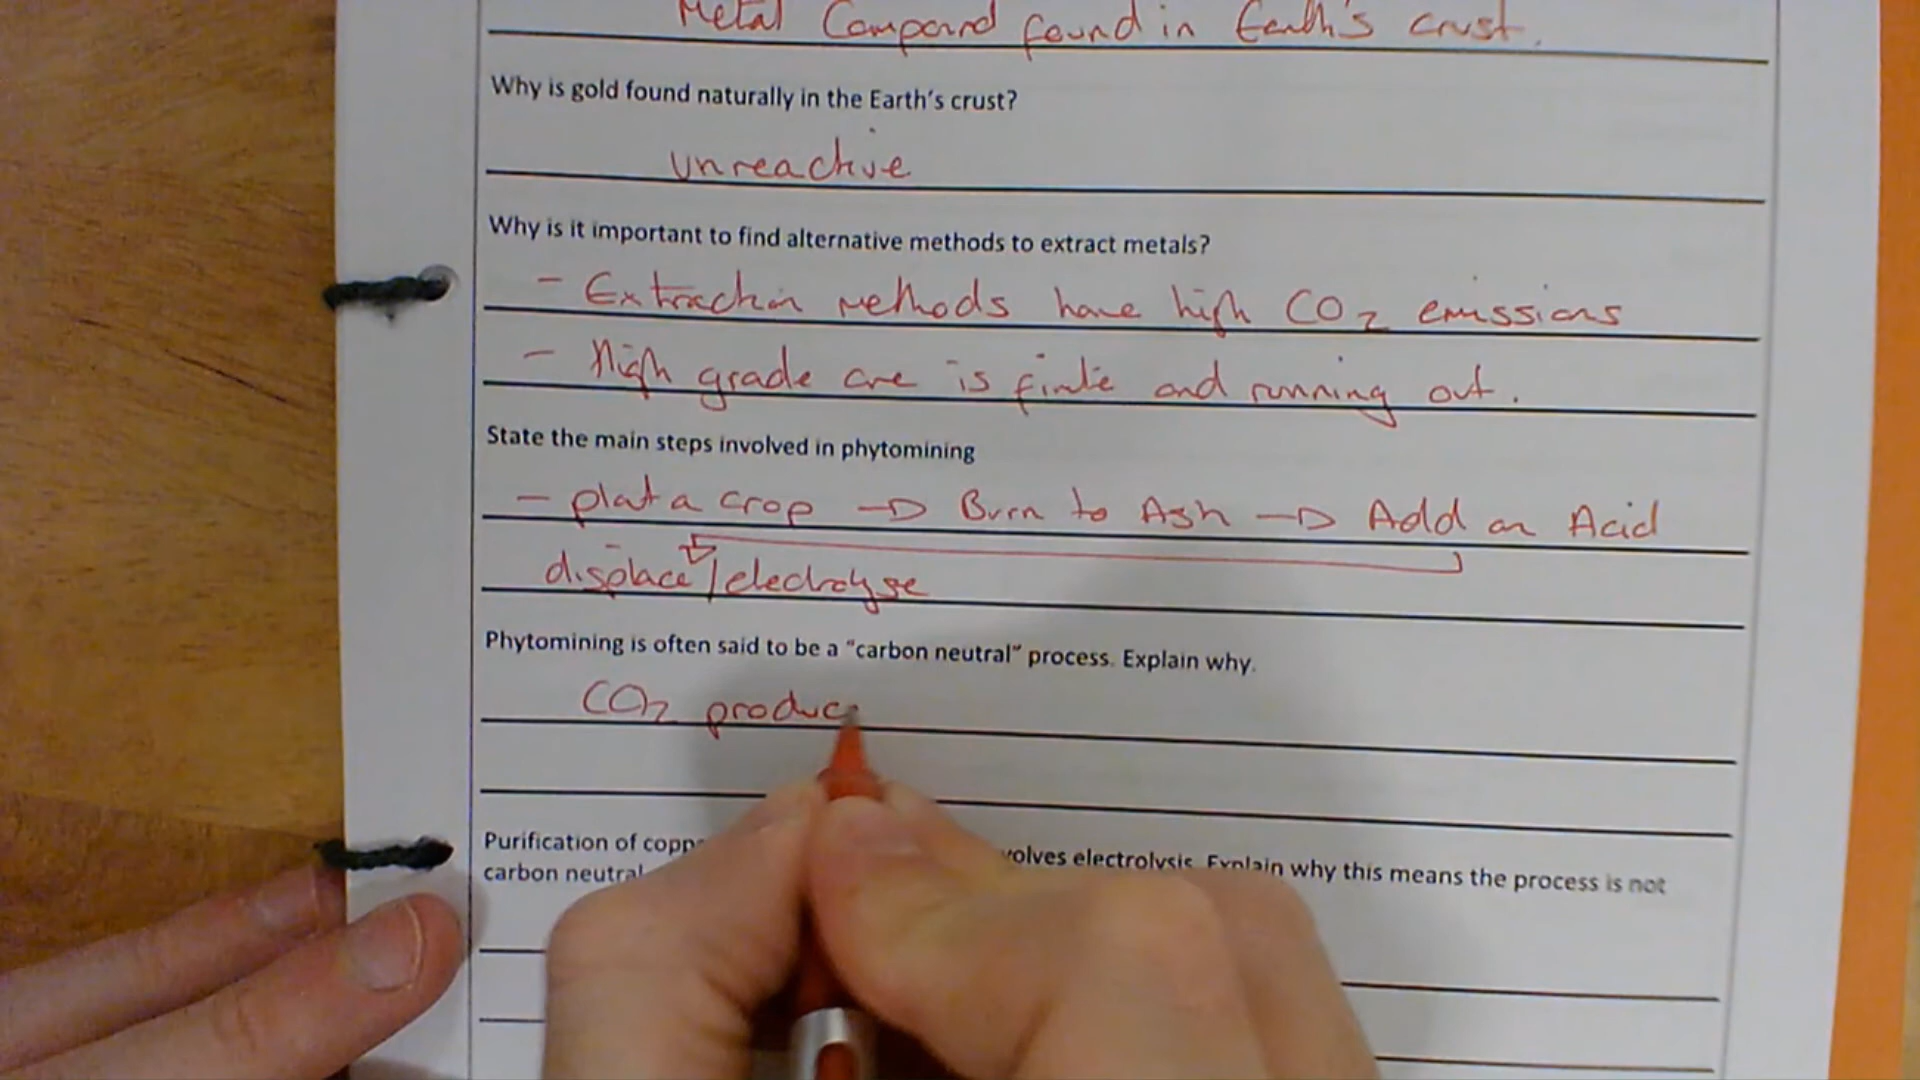 Metal Compound found in Earth's crust.
Why is gold found naturally in the Earth's crust?
unreactive
Why is it important to find alternative methods to extract metals?
- Extraction methods have high CO2 emissions
- High grade ore is finite and running out.
State the main steps involved in phytomining
- plat a crop → Burn to Ash → Add an Acid
displace / electrolyse
Phytomining is often said to be a "carbon neutral" process. Explain why.
CO2 produc
Purification of copp volves electrolysis. Explain why this means the process is not
carbon neutral